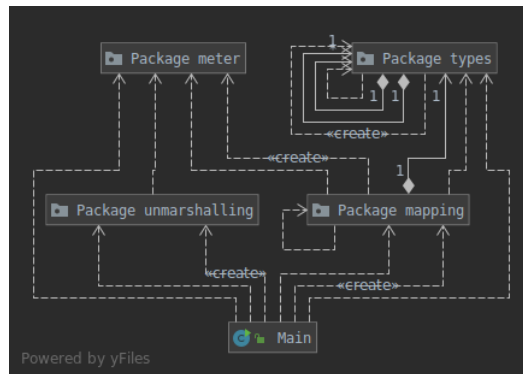 1
Package meter
Package types
1
1
1
«create»
«create»
1
Package unmarshalling
Package mapping
«create»
«create»
Main
Powered by yFiles